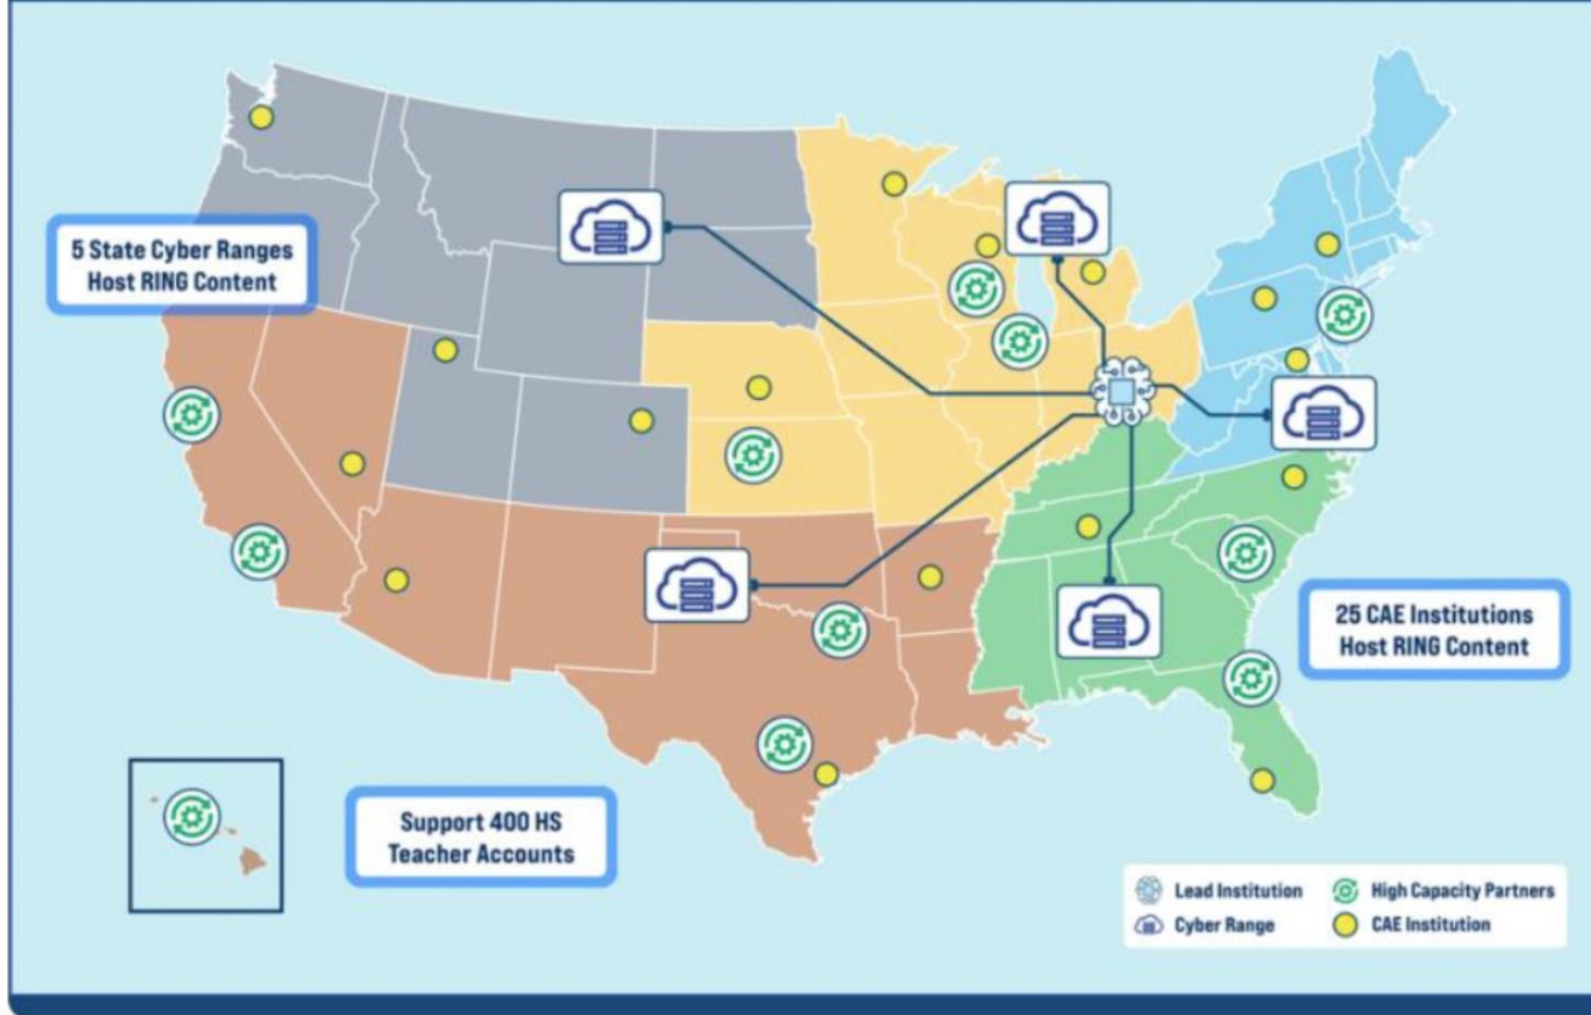 5 State Cyber Ranges
Host RING Content
25 CAE Institutions
Host RING Content
Support 400 HS
Teacher Accounts
Lead Institution
High Capacity Partners
Cyber Range
CAE Institution